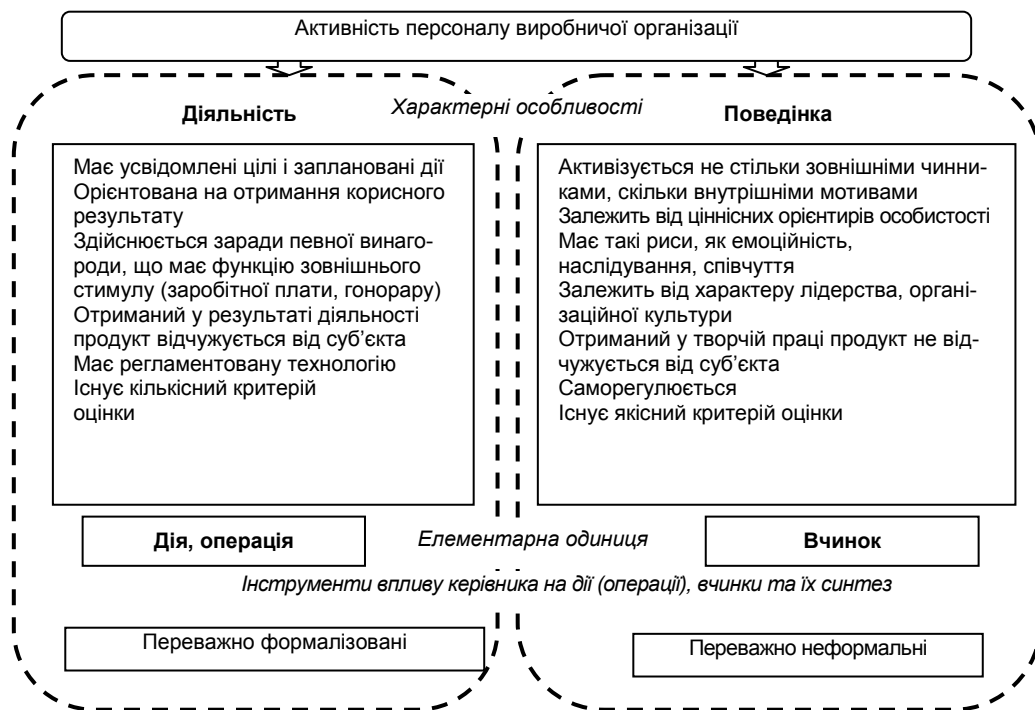 Активність персоналу виробничої організації
Характерні особливості
Діяльність
Має усвідомлені цілі і заплановані дії
Орієнтована на отримання корисного
результату
Здійснюється заради певної винаго-
роди, що має функцію зовнішнього
стимулу (заробітної плати, гонорару)
Отриманий у результаті діяльності
продукт відчужується від суб’єкта
Має регламентовану технологію
Існує кількісний критерій
оцінки
Поведінка
Активізується не стільки зовнішніми чинни-
ками, скільки внутрішніми мотивами
Залежить від ціннісних орієнтирів особистості
Має такі риси, як емоційність,
наслідування, співчуття
Залежить від характеру лідерства, органі-
заційної культури
Отриманий у творчій праці продукт не від-
чужується від суб’єкта
Саморегулюється
Існує якісний критерій оцінки
Дія, операція
Елементарна одиниця
Вчинок
Інструменти впливу керівника на дії (операції), вчинки та їх синтез
Переважно формалізовані
Переважно неформальні